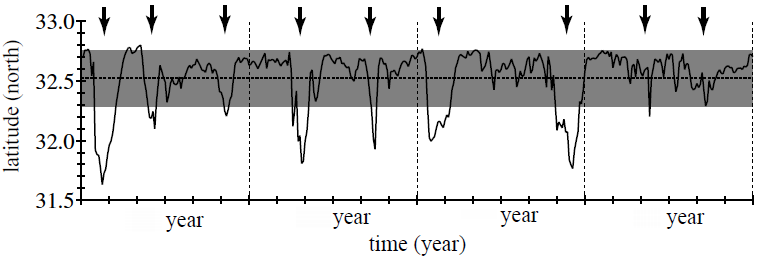 33.0
32.5
32.0
31.5
latitude (north)
year year year year
time (year)